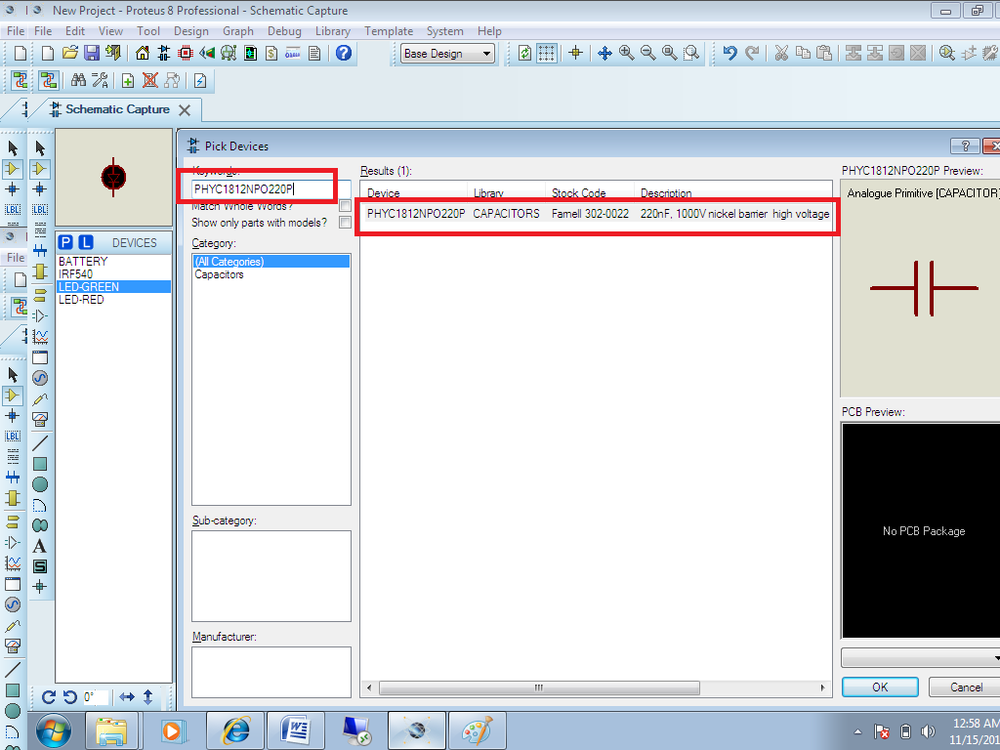 New Project - Proteus 8 Professional - Schematic Capture
File File Edit View Tool Design Graph Debug Library Template System Help
Base Design
Schematic Capture
Pick Devices
Keywords:
PHYC1812NPO220P
Match Whole Words?
Show only parts with models?
Category:
(All Categories)
Capacitors
Sub-category:
Manufacturer:
Results (1):
Device Library Stock Code Description
PHYC1812NPO220P CAPACITORS Farnell 302-0022 220nF, 1000V nickel barrier high voltage
PHYC1812NPO220P Preview:
Analogue Primitive [CAPACITOR]
PCB Preview:
No PCB Package
OK Cancel
P L DEVICES
BATTERY
IRF540
LED-GREEN
LED-RED
LBL
File
LBL
A
S
0°
12:58 AM
11/15/201